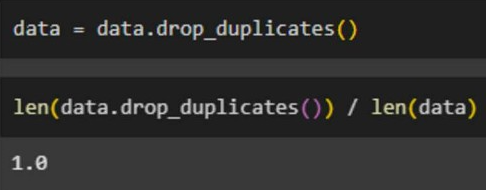 data = data.drop_duplicates()
len(data.drop_duplicates()) / len(data)
1.0